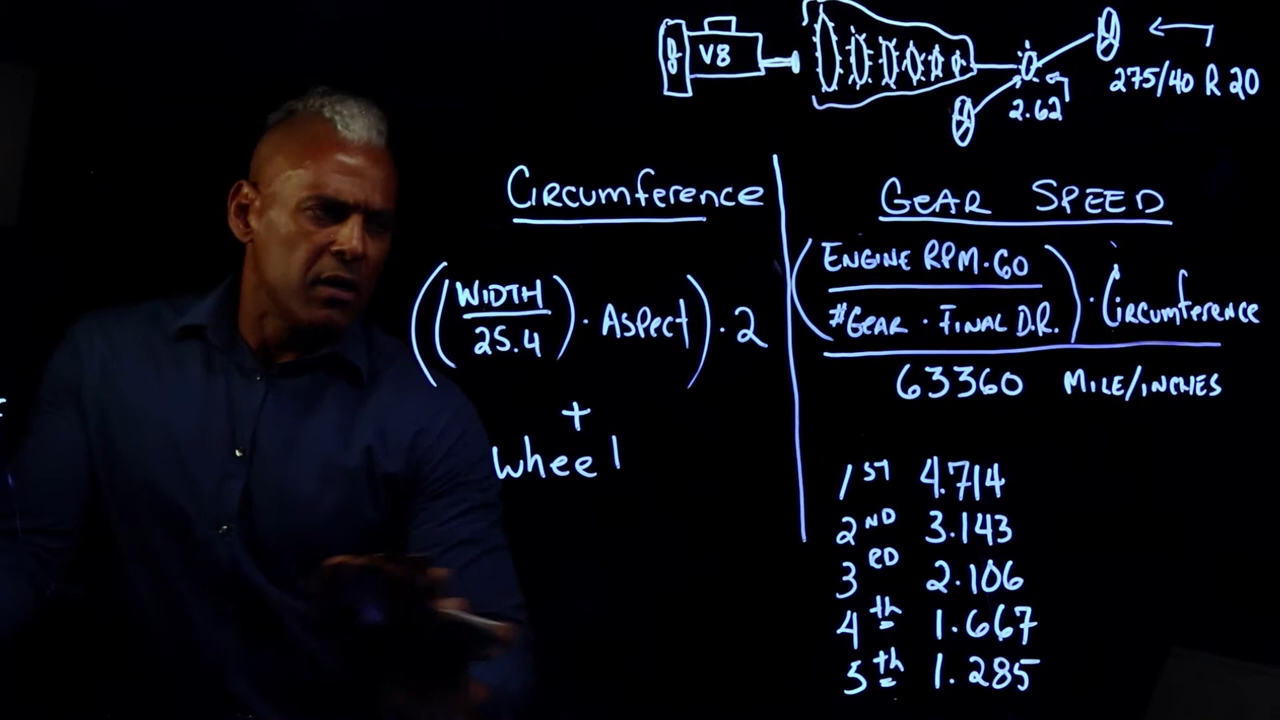 V8
2.62
275/40 R 20
CIRCUMFERENCE
((WIDTH/25.4) · ASPECT) · 2
+
Wheel
GEAR SPEED
(ENGINE RPM·60
#GEAR · FINAL D.R.) · CIRCUMFERENCE
63360 MILE/INCHES
1ST 4.714
2ND 3.143
3RD 2.106
4th 1.667
5th 1.285